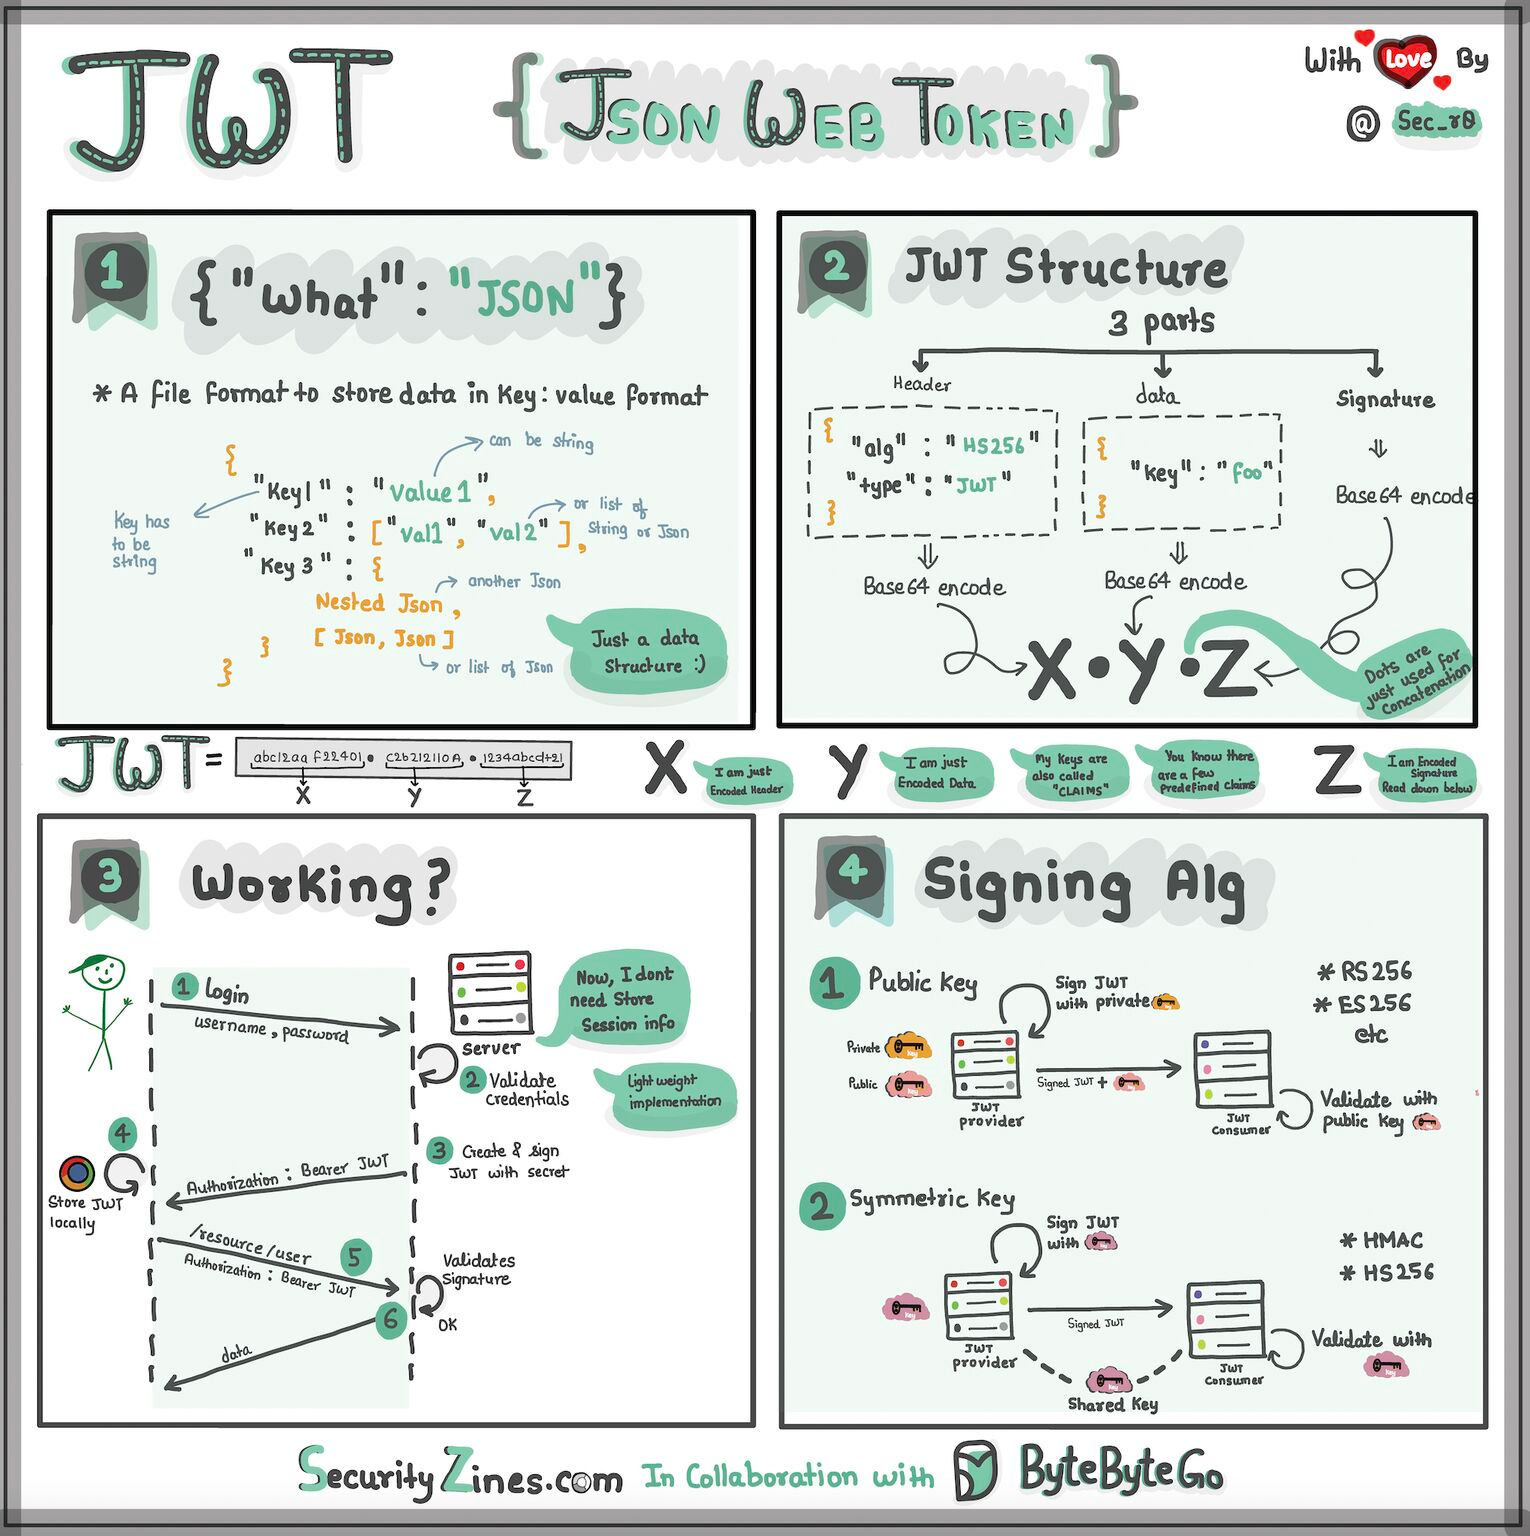 JWT
{ JSON WEB TOKEN }
With Love By
@ Sec_r0
1
{ "What" : "JSON" }
* A file format to store data in Key : value format
{
"Key1" : "Value1",
"Key2" : ["val1", "val2"],
"Key 3" : {
Nested Json,
[ Json, Json ]
}
}
can be string
Key has
to be
string
or list of
String or Json
another Json
or list of Json
Just a data
Structure :)
2
JWT Structure
3 parts
Header
{
"alg" : "HS256"
"type" : "JWT"
}
Base64 encode
data
{
"key" : "foo"
}
Base64 encode
Signature
Base64 encode
X . Y . Z
Dots are
just used for
Concatenation
JWT = abc12aa f22401 . C2b212110A . 1234abcd+21
X
Y
Z
X
I am just
Encoded Header
Y
I am just
Encoded Data
My Keys are
also called
"CLAIMS"
You Know there
are a few
predefined claims
Z
I am Encoded
Signature
Read down below
3
Working?
1 login
username, password
Server
Now, I dont
need Store
Session info
2 Validate
Credentials
Light weight
implementation
3 Create & sign
JWT with secret
Authorization : Bearer JWT
4
Store JWT
locally
/resource/user
5
Authorization : Bearer JWT
Validates
Signature
OK
6
data
4
Signing Alg
1 Public Key
Sign JWT
with private Key
* RS256
* ES256
etc
Private Key
Public Key
JWT
provider
Signed JWT + Key
JWT
Consumer
Validate with
public Key Key
2 Symmetric Key
Sign JWT
with Key
* HMAC
* HS256
Key
JWT
provider
Signed JWT
JWT
Consumer
Validate with
Key
Key
Shared Key
SecurityZines.com In Collaboration with ByteByteGo